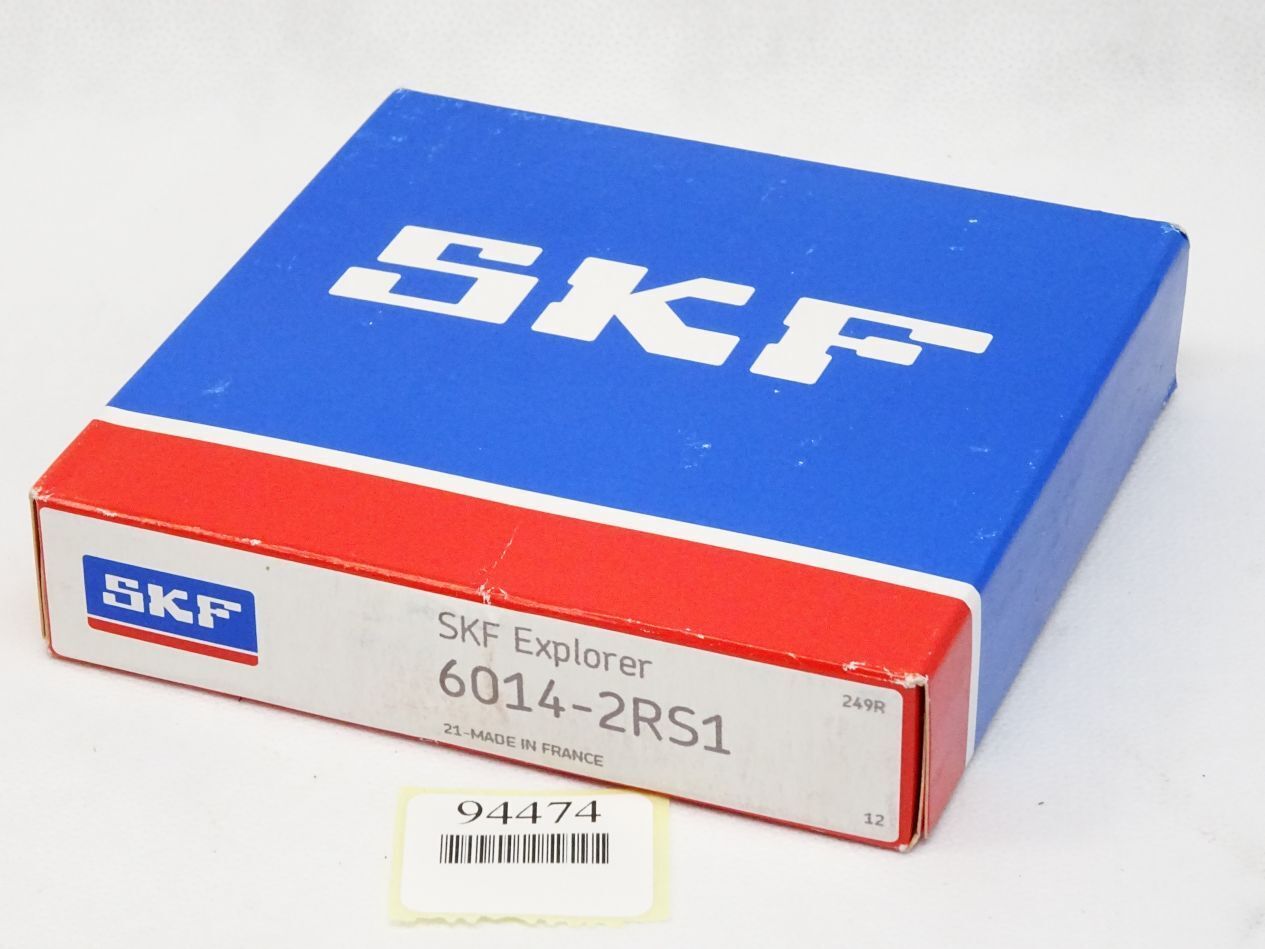 SKF
SKF
SKF Explorer
6014-2RS1
21-MADE IN FRANCE
249R
12
94474